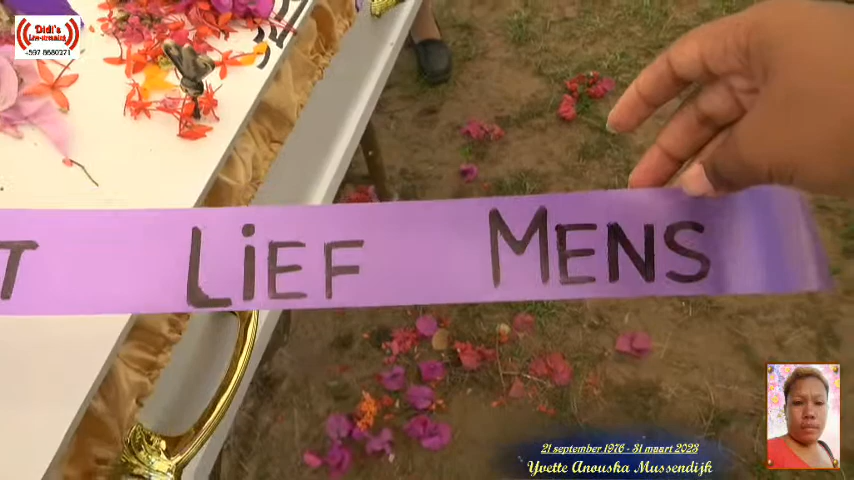 Didi's
Live-streaming
+597 8680271
T LIEF MENS
21 september 1976 - 31 maart 2023
Yvette Anouska Mussendijk